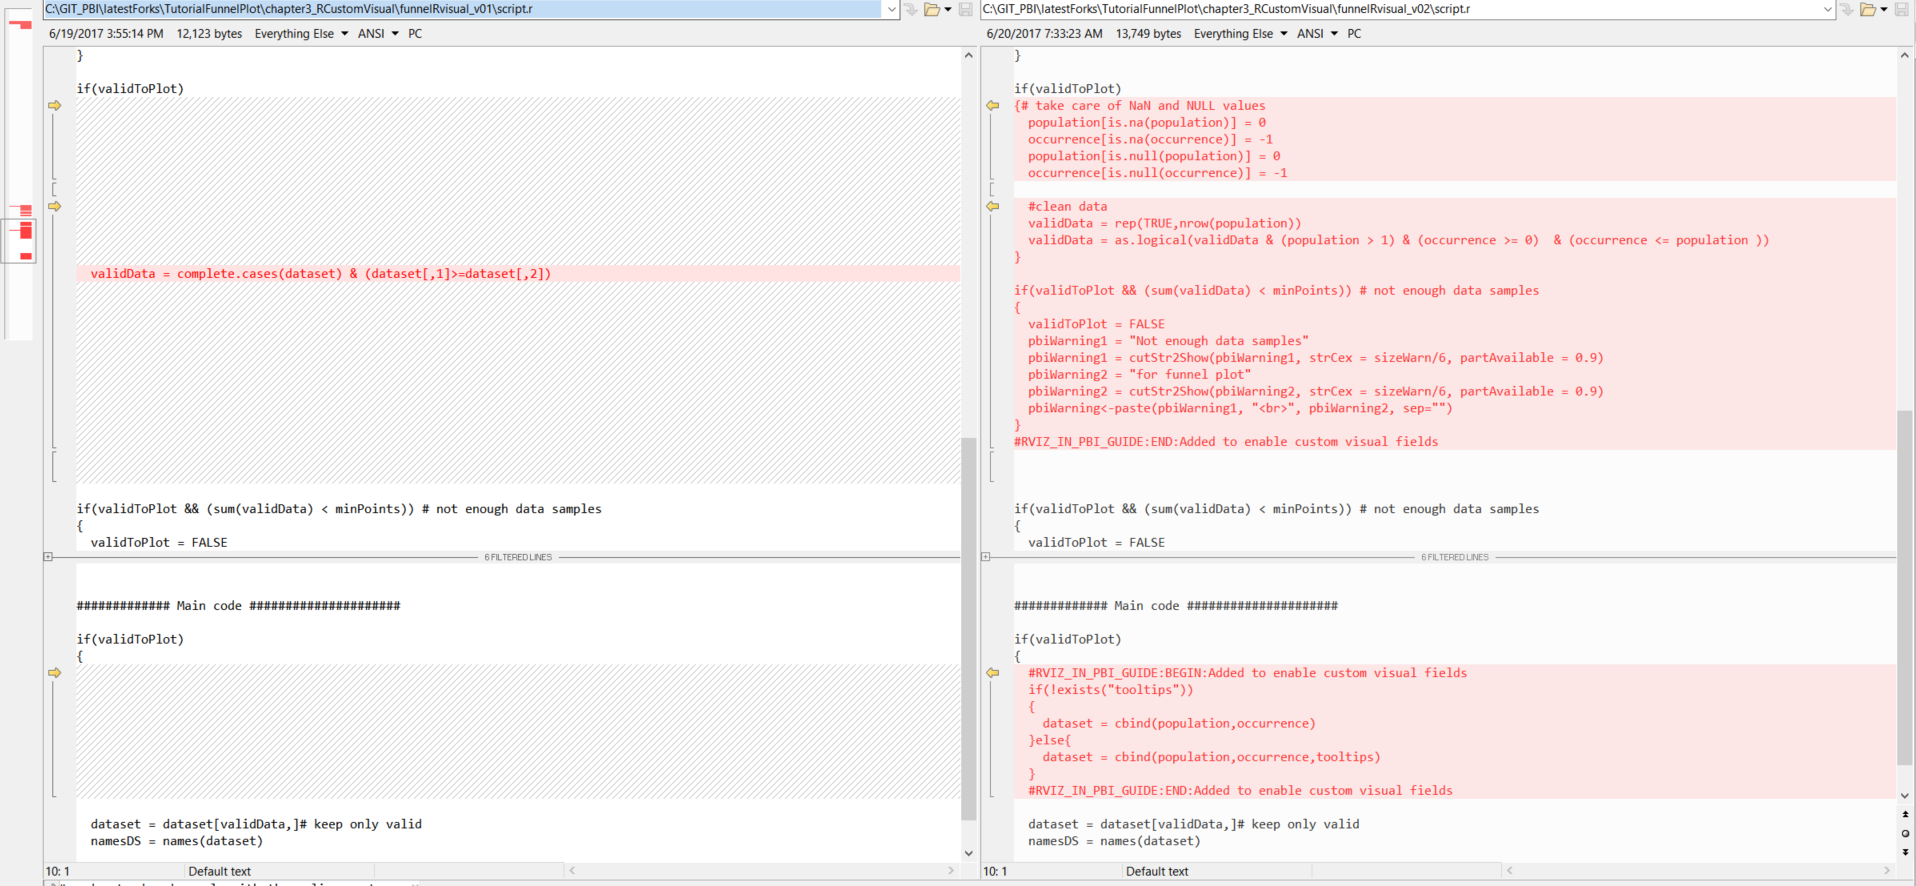 C:\GIT_PBI\latestForks\TutorialFunnelPlot\chapter3_RCustomVisual\funnelRvisual_v01\script.r
6/19/2017 3:55:14 PM 12,123 bytes Everything Else ANSI PC
}
if(validToPlot)
validData = complete.cases(dataset) & (dataset[,1]>=dataset[,2])
if(validToPlot && (sum(validData) < minPoints)) # not enough data samples
{
validToPlot = FALSE
6 FILTERED LINES
############# Main code #####################
if(validToPlot)
{
dataset = dataset[validData,]# keep only valid
namesDS = names(dataset)
10: 1 Default text
C:\GIT_PBI\latestForks\TutorialFunnelPlot\chapter3_RCustomVisual\funnelRvisual_v02\script.r
6/20/2017 7:33:23 AM 13,749 bytes Everything Else ANSI PC
}
if(validToPlot)
{# take care of NaN and NULL values
population[is.na(population)] = 0
occurrence[is.na(occurrence)] = -1
population[is.null(population)] = 0
occurrence[is.null(occurrence)] = -1
#clean data
validData = rep(TRUE,nrow(population))
validData = as.logical(validData & (population > 1) & (occurrence >= 0)  & (occurrence <= population ))
}
if(validToPlot && (sum(validData) < minPoints)) # not enough data samples
{
validToPlot = FALSE
pbiWarning1 = "Not enough data samples"
pbiWarning1 = cutStr2Show(pbiWarning1, strCex = sizeWarn/6, partAvailable = 0.9)
pbiWarning2 = "for funnel plot"
pbiWarning2 = cutStr2Show(pbiWarning2, strCex = sizeWarn/6, partAvailable = 0.9)
pbiWarning<-paste(pbiWarning1, "<br>", pbiWarning2, sep="")
}
#RVIZ_IN_PBI_GUIDE:END:Added to enable custom visual fields
if(validToPlot && (sum(validData) < minPoints)) # not enough data samples
{
validToPlot = FALSE
6 FILTERED LINES
############# Main code #####################
if(validToPlot)
{
#RVIZ_IN_PBI_GUIDE:BEGIN:Added to enable custom visual fields
if(!exists("tooltips"))
{
dataset = cbind(population,occurrence)
}else{
dataset = cbind(population,occurrence,tooltips)
}
#RVIZ_IN_PBI_GUIDE:END:Added to enable custom visual fields
dataset = dataset[validData,]# keep only valid
namesDS = names(dataset)
10: 1 Default text